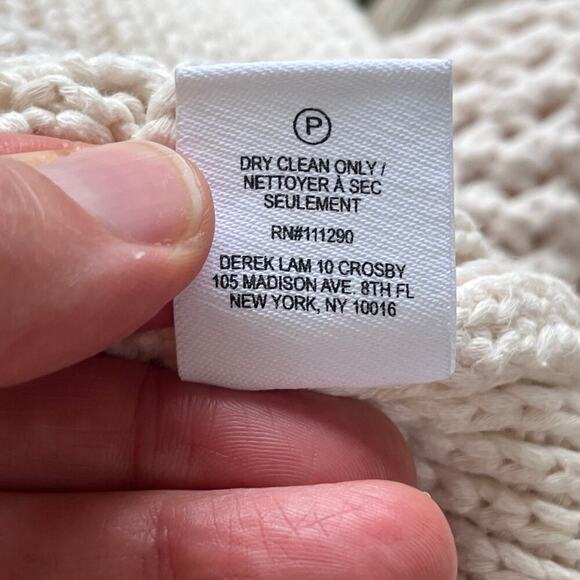 P
DRY CLEAN ONLY /
NETTOYER À SEC
SEULEMENT
RN#111290
DEREK LAM 10 CROSBY
105 MADISON AVE. 8TH FL
NEW YORK, NY 10016